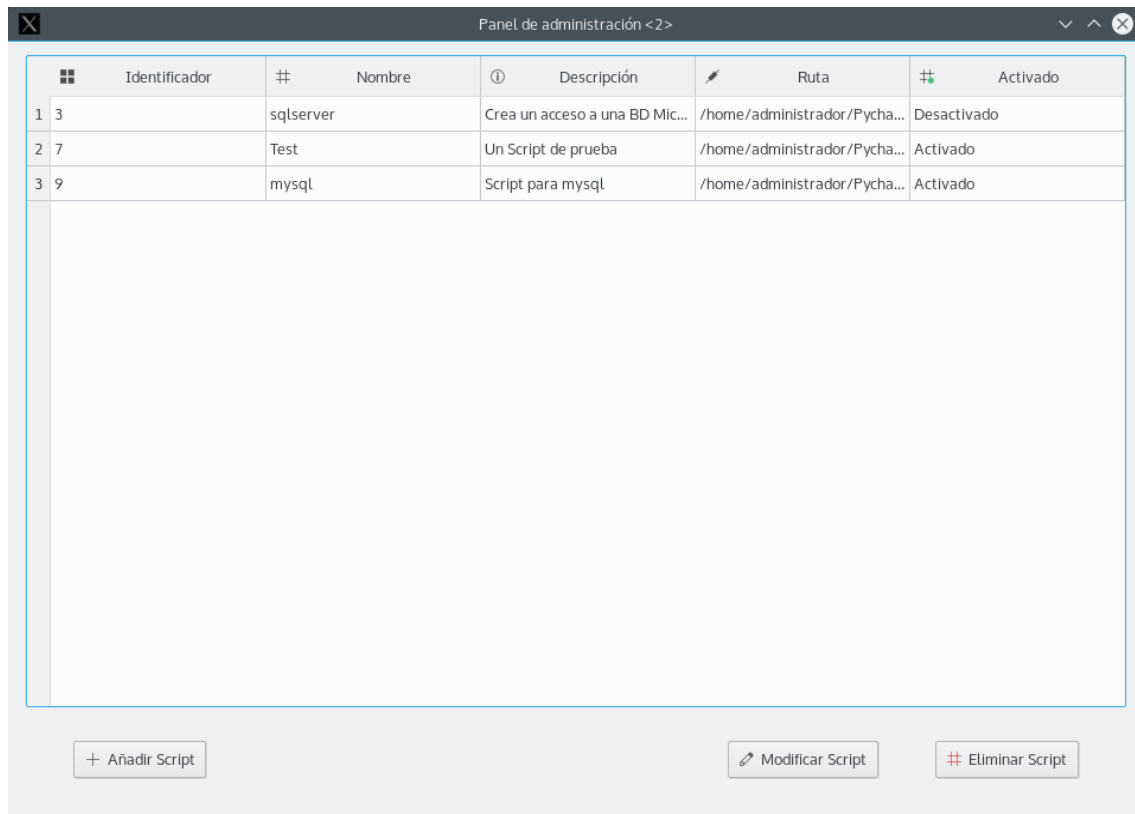 Panel de administración <2>
Identificador Nombre Descripción Ruta Activado
1 3 sqlserver Crea un acceso a una BD Mic... /home/administrador/Pycha... Desactivado
2 7 Test Un Script de prueba /home/administrador/Pycha... Activado
3 9 mysql Script para mysql /home/administrador/Pycha... Activado
+ Añadir Script Modificar Script Eliminar Script